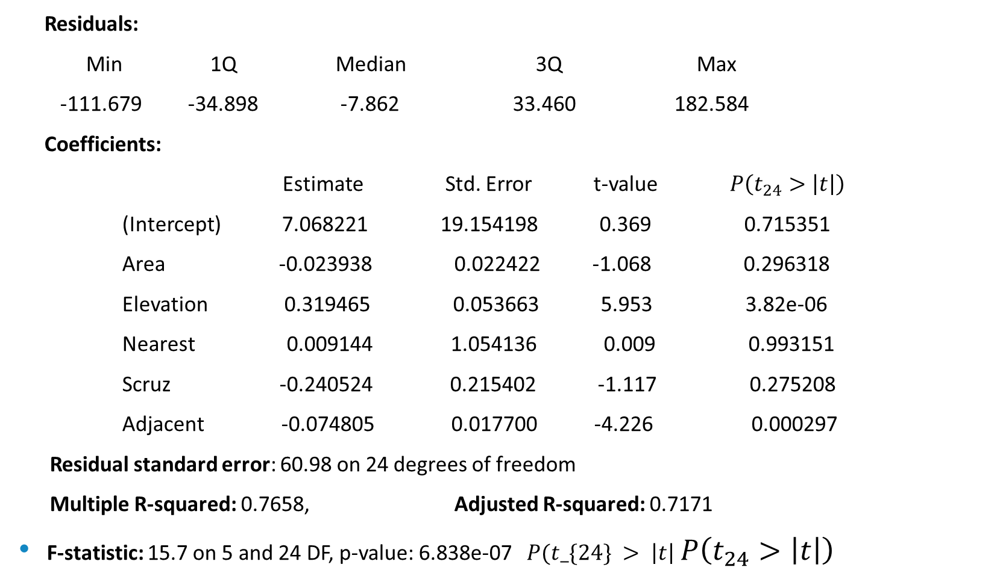 Residuals:
Min 1Q Median 3Q Max
-111.679 -34.898 -7.862 33.460 182.584
Coefficients:
Estimate Std. Error t-value P(t₂₄ > |t|)
(Intercept) 7.068221 19.154198 0.369 0.715351
Area -0.023938 0.022422 -1.068 0.296318
Elevation 0.319465 0.053663 5.953 3.82e-06
Nearest 0.009144 1.054136 0.009 0.993151
Scruz -0.240524 0.215402 -1.117 0.275208
Adjacent -0.074805 0.017700 -4.226 0.000297
Residual standard error: 60.98 on 24 degrees of freedom
Multiple R-squared: 0.7658, Adjusted R-squared: 0.7171
• F-statistic: 15.7 on 5 and 24 DF, p-value: 6.838e-07 P(t_{24} > |t| P(t₂₄ > |t|)